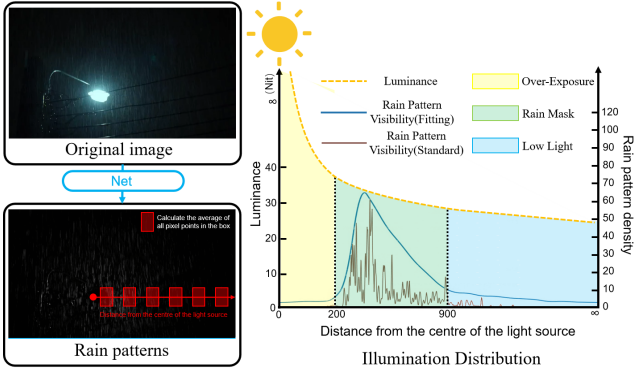 Original image
Net
Calculate the average of
all pixel points in the box
Distance from the centre of the light source
Rain patterns
∞ (Nit)
Luminance
40
30
20
10
0
Luminance
Rain Pattern
Visibility(Fitting)
Rain Pattern
Visibility(Standard)
Over-Exposure
Rain Mask
Low Light
120
110
100
90
80
70
60
50
40
30
20
10
0
Rain pattern density
0
200
900
∞
Distance from the centre of the light source
Illumination Distribution